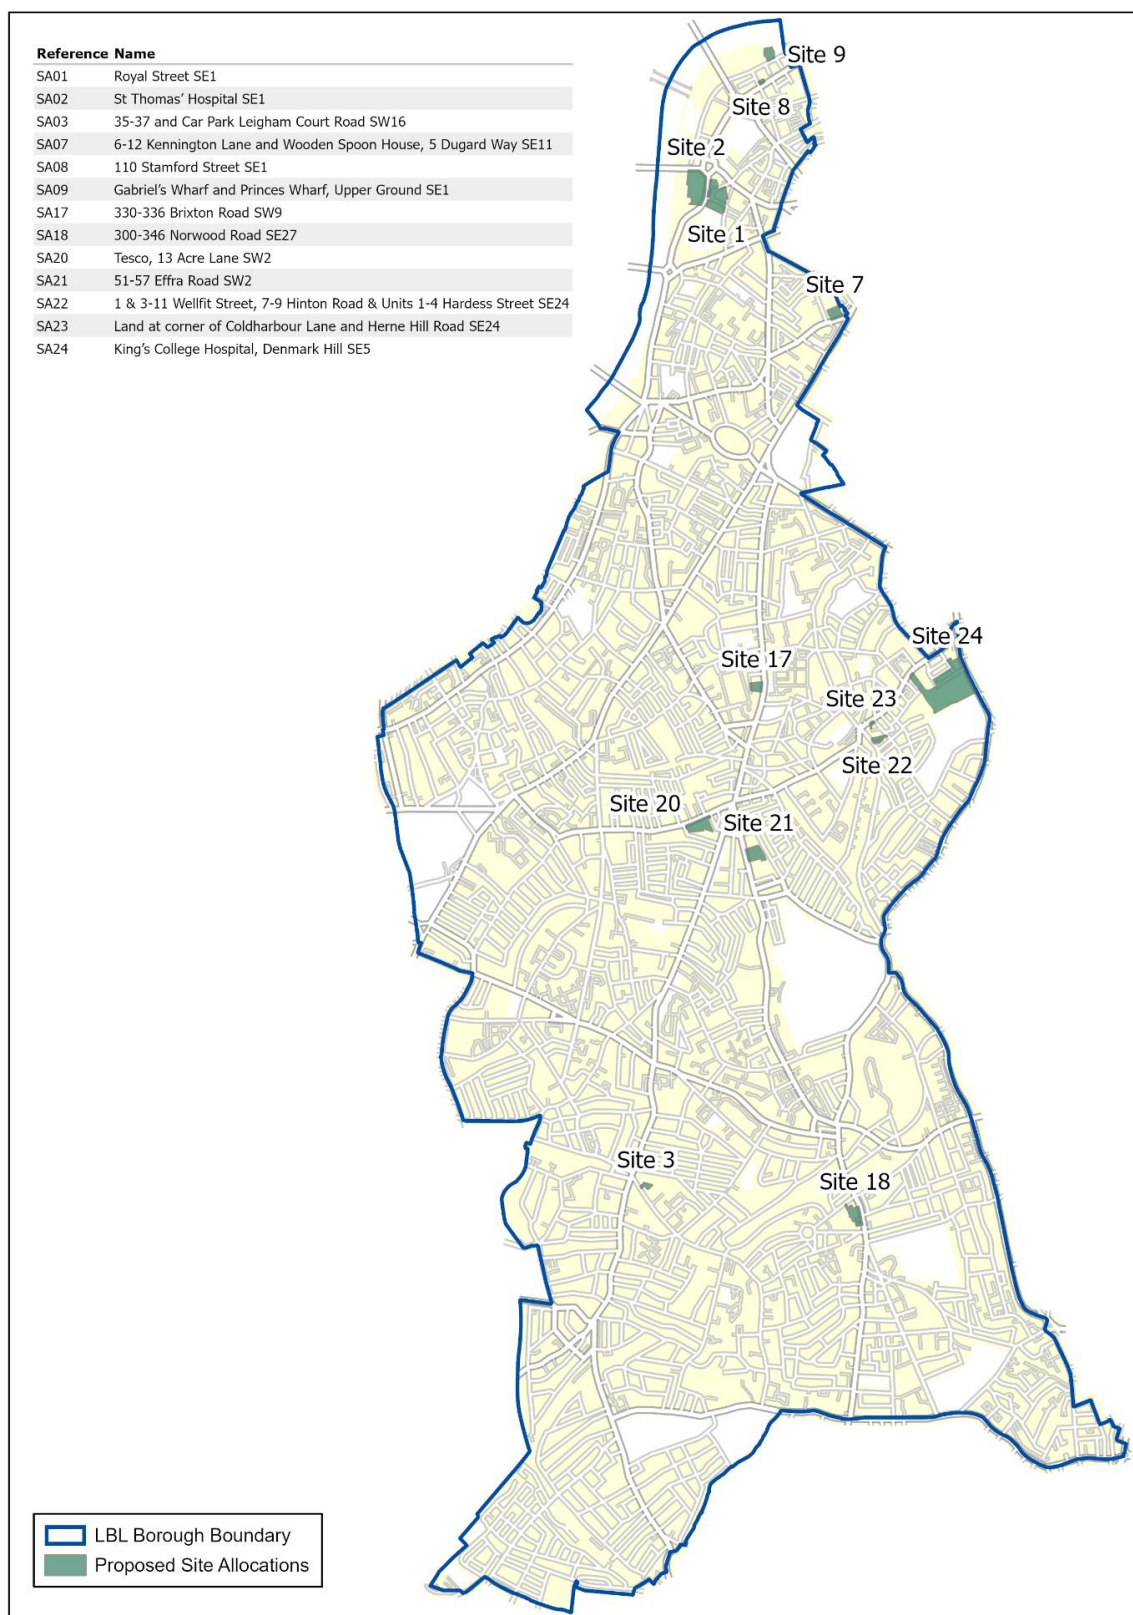 Reference Name
SA01 Royal Street SE1
SA02 St Thomas’ Hospital SE1
SA03 35-37 and Car Park Leigham Court Road SW16
SA07 6-12 Kennington Lane and Wooden Spoon House, 5 Dugard Way SE11
SA08 110 Stamford Street SE1
SA09 Gabriel’s Wharf and Princes Wharf, Upper Ground SE1
SA17 330-336 Brixton Road SW9
SA18 300-346 Norwood Road SE27
SA20 Tesco, 13 Acre Lane SW2
SA21 51-57 Effra Road SW2
SA22 1 & 3-11 Wellfit Street, 7-9 Hinton Road & Units 1-4 Hardess Street SE24
SA23 Land at corner of Coldharbour Lane and Herne Hill Road SE24
SA24 King’s College Hospital, Denmark Hill SE5
Site 9
Site 8
Site 2
Site 1
Site 7
Site 24
Site 17
Site 23
Site 22
Site 20
Site 21
Site 3
Site 18
LBL Borough Boundary
Proposed Site Allocations